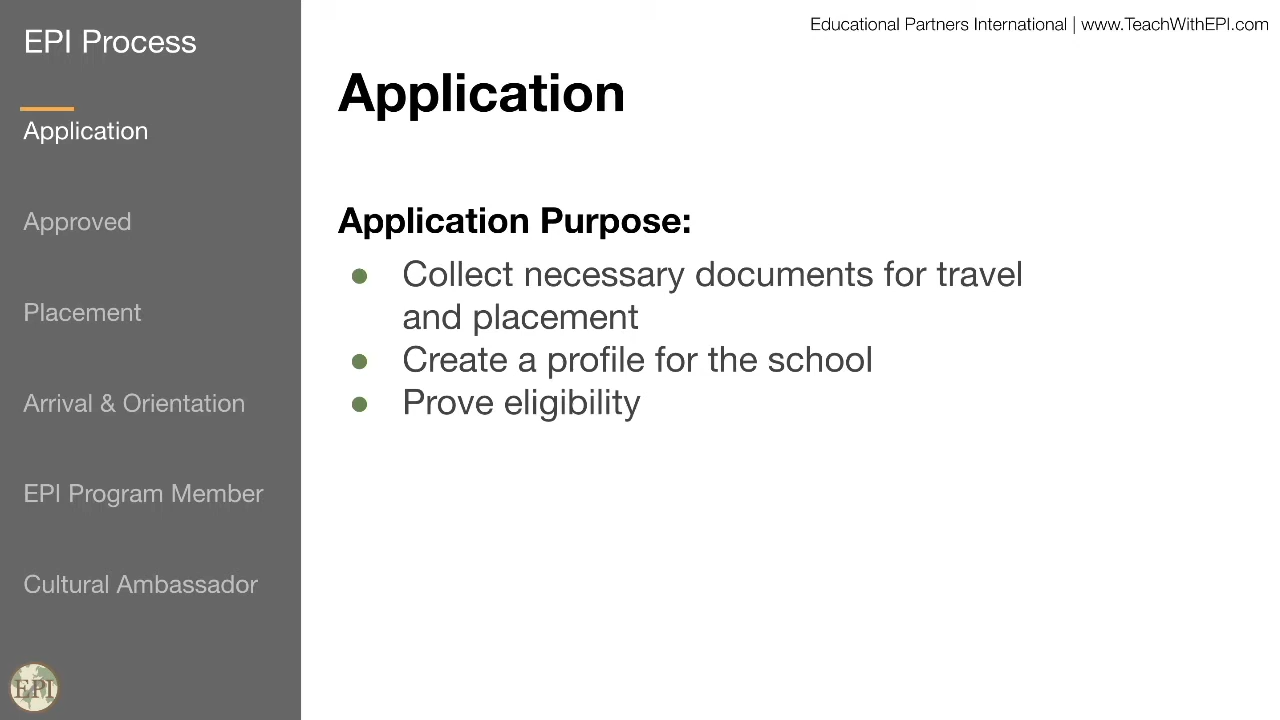 EPI Process
Application
Approved
Placement
Arrival & Orientation
EPI Program Member
Cultural Ambassador
EPI
Educational Partners International | www.TeachWithEPI.com
Application
Application Purpose:
● Collect necessary documents for travel
and placement
● Create a profile for the school
● Prove eligibility